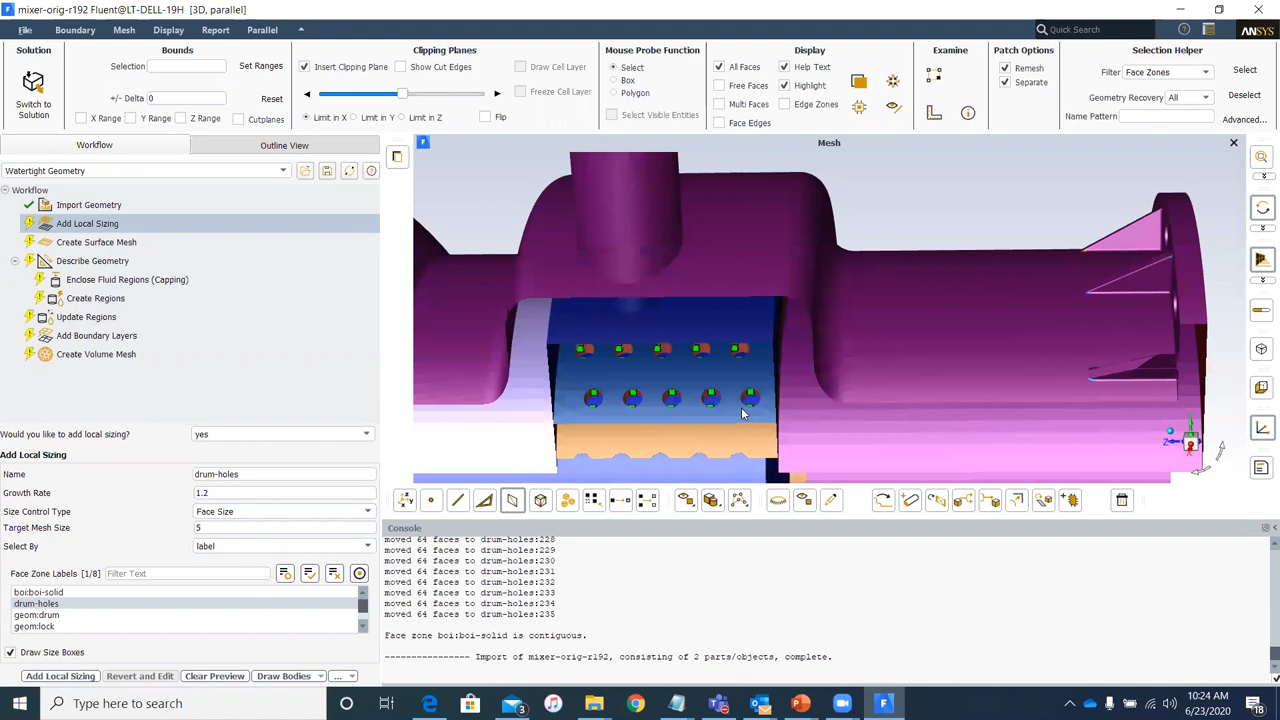 mixer-orig-r192 Fluent@LT-DELL-19H [3D, parallel]
File Boundary Mesh Display Report Parallel
Quick Search
ANSYS
Solution
Switch to
Solution
Bounds
Selection
Set Ranges
+/- Delta 0
Reset
X Range Y Range Z Range Cutplanes
Clipping Planes
Insert Clipping Plane Show Cut Edges
Draw Cell Layer
Freeze Cell Layer
Limit in X Limit in Y Limit in Z Flip
Mouse Probe Function
Select
Box
Polygon
Select Visible Entities
Display
All Faces Help Text
Free Faces Highlight
Multi Faces Edge Zones
Face Edges
Examine
Patch Options
Remesh
Separate
Selection Helper
Filter Face Zones Select
Geometry Recovery All Deselect
Name Pattern Advanced...
Workflow Outline View
Watertight Geometry
Workflow
Import Geometry
Add Local Sizing
Create Surface Mesh
Describe Geometry
Enclose Fluid Regions (Capping)
Create Regions
Update Regions
Add Boundary Layers
Create Volume Mesh
Would you like to add local sizing? yes
Add Local Sizing
Name drum-holes
Growth Rate 1.2
Size Control Type Face Size
Target Mesh Size 5
Select By label
Face Zone Labels [1/8] Filter Text
boi:boi-solid
drum-holes
geom:drum
geom:lock
Draw Size Boxes
Add Local Sizing Revert and Edit Clear Preview Draw Bodies ...
Mesh
Z
Console
moved 64 faces to drum-holes:228
moved 64 faces to drum-holes:229
moved 64 faces to drum-holes:230
moved 64 faces to drum-holes:231
moved 64 faces to drum-holes:232
moved 64 faces to drum-holes:233
moved 64 faces to drum-holes:234
moved 64 faces to drum-holes:235
Face zone boi:boi-solid is contiguous.
---------------- Import of mixer-orig-r192, consisting of 2 parts/objects, complete.
Type here to search
3
10:24 AM
6/23/2020
18